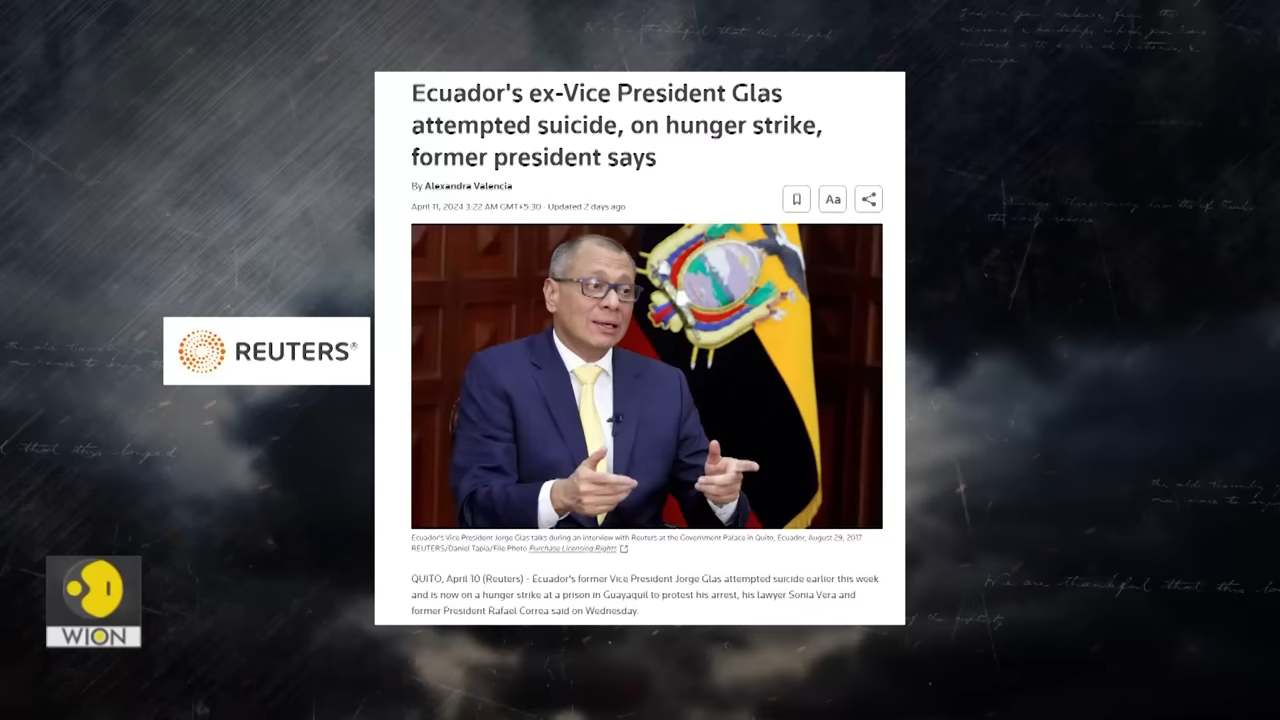 Ecuador's ex-Vice President Glas
attempted suicide, on hunger strike,
former president says
By Alexandra Valencia
April 11, 2024 3:22 AM GMT+5:30 · Updated 2 days ago
Aa
REUTERS®
Ecuador's Vice President Jorge Glas talks during an interview with Reuters at the Government Palace in Quito, Ecuador, August 29, 2017.
REUTERS/Daniel Tapia/File Photo Purchase Licensing Rights
QUITO, April 10 (Reuters) - Ecuador's former Vice President Jorge Glas attempted suicide earlier this week
and is now on a hunger strike at a prison in Guayaquil to protest his arrest, his lawyer Sonia Vera and
former President Rafael Correa said on Wednesday.
WION